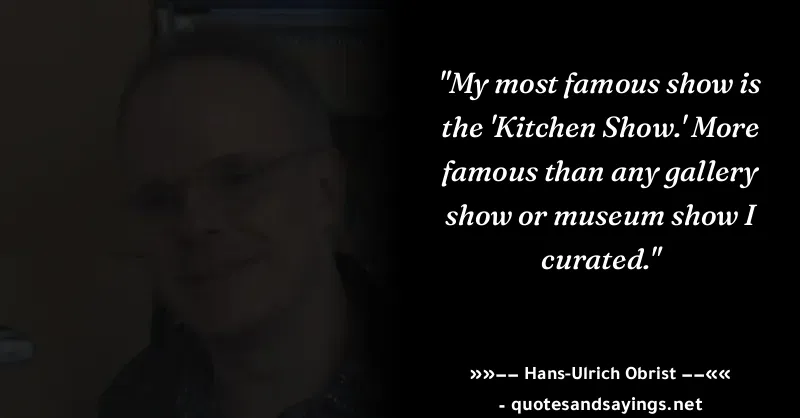 "My most famous show is
the 'Kitchen Show.' More
famous than any gallery
show or museum show I
curated."
»»–– Hans-Ulrich Obrist ––««
- quotesandsayings.net